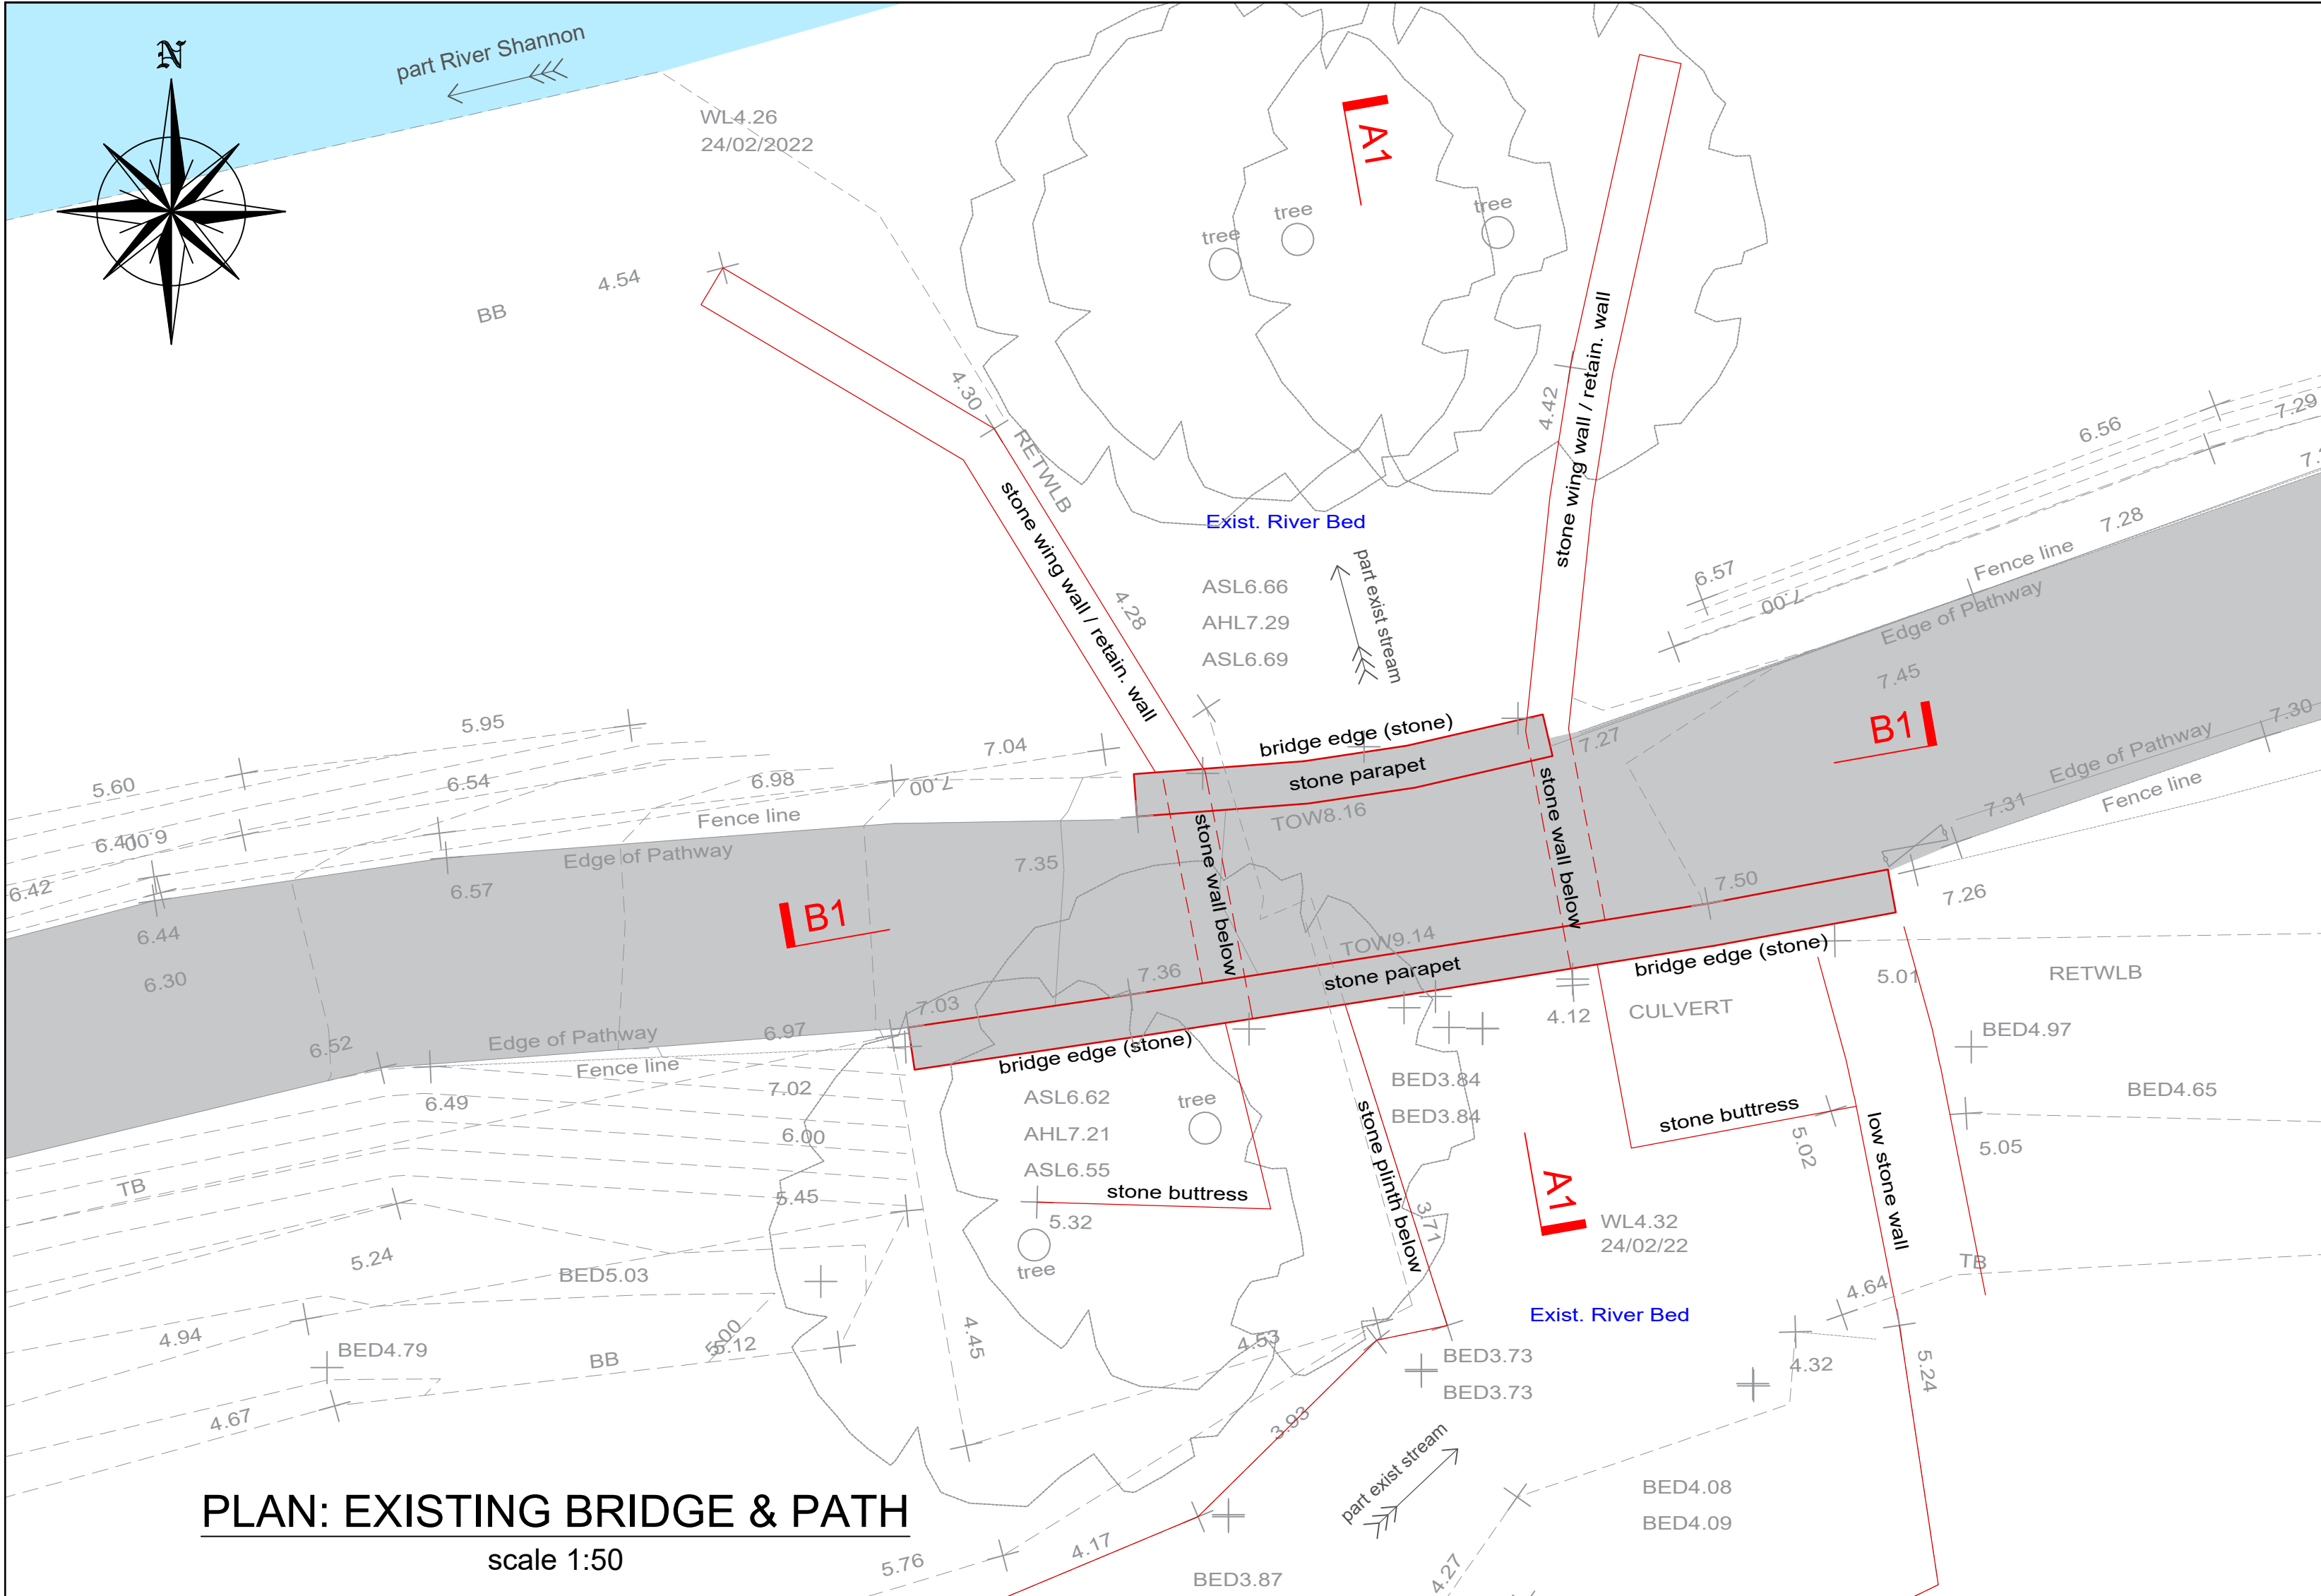 N
part River Shannon
WL4.26
24/02/2022
A1
tree
tree
tree
4.54
BB
4.30
RETWLB
stone wing wall / retain. wall
4.28
4.42
stone wing wall / retain. wall
Exist. River Bed
ASL6.66
AHL7.29
ASL6.69
part exist stream
6.56
7.29
7.28
6.57
7.00
Fence line
Edge of Pathway
7.45
B1
7.30
7.27
Edge of Pathway
7.31
Fence line
7.26
5.95
5.60
6.54
6.98
7.04
7.00
Fence line
6.41
6.00
6.42
Edge of Pathway
6.57
6.44
6.30
B1
7.35
bridge edge (stone)
stone parapet
TOW8.16
stone wall below
stone wall below
7.50
TOW9.14
7.36
stone parapet
bridge edge (stone)
7.03
6.97
Edge of Pathway
6.52
Fence line
bridge edge (stone)
6.49
7.02
6.00
5.45
TB
5.24
BED5.03
4.94
BED4.79
5.00
5.12
BB
4.67
4.45
ASL6.62
AHL7.21
ASL6.55
tree
stone buttress
5.32
tree
4.53
3.93
stone plinth below
3.71
BED3.84
BED3.84
4.12
CULVERT
5.01
RETWLB
BED4.97
BED4.65
5.05
stone buttress
5.02
low stone wall
A1
WL4.32
24/02/22
TB
4.64
Exist. River Bed
BED3.73
BED3.73
4.32
5.24
part exist stream
BED4.08
BED4.09
4.27
4.17
5.76
BED3.87
PLAN: EXISTING BRIDGE & PATH
scale 1:50